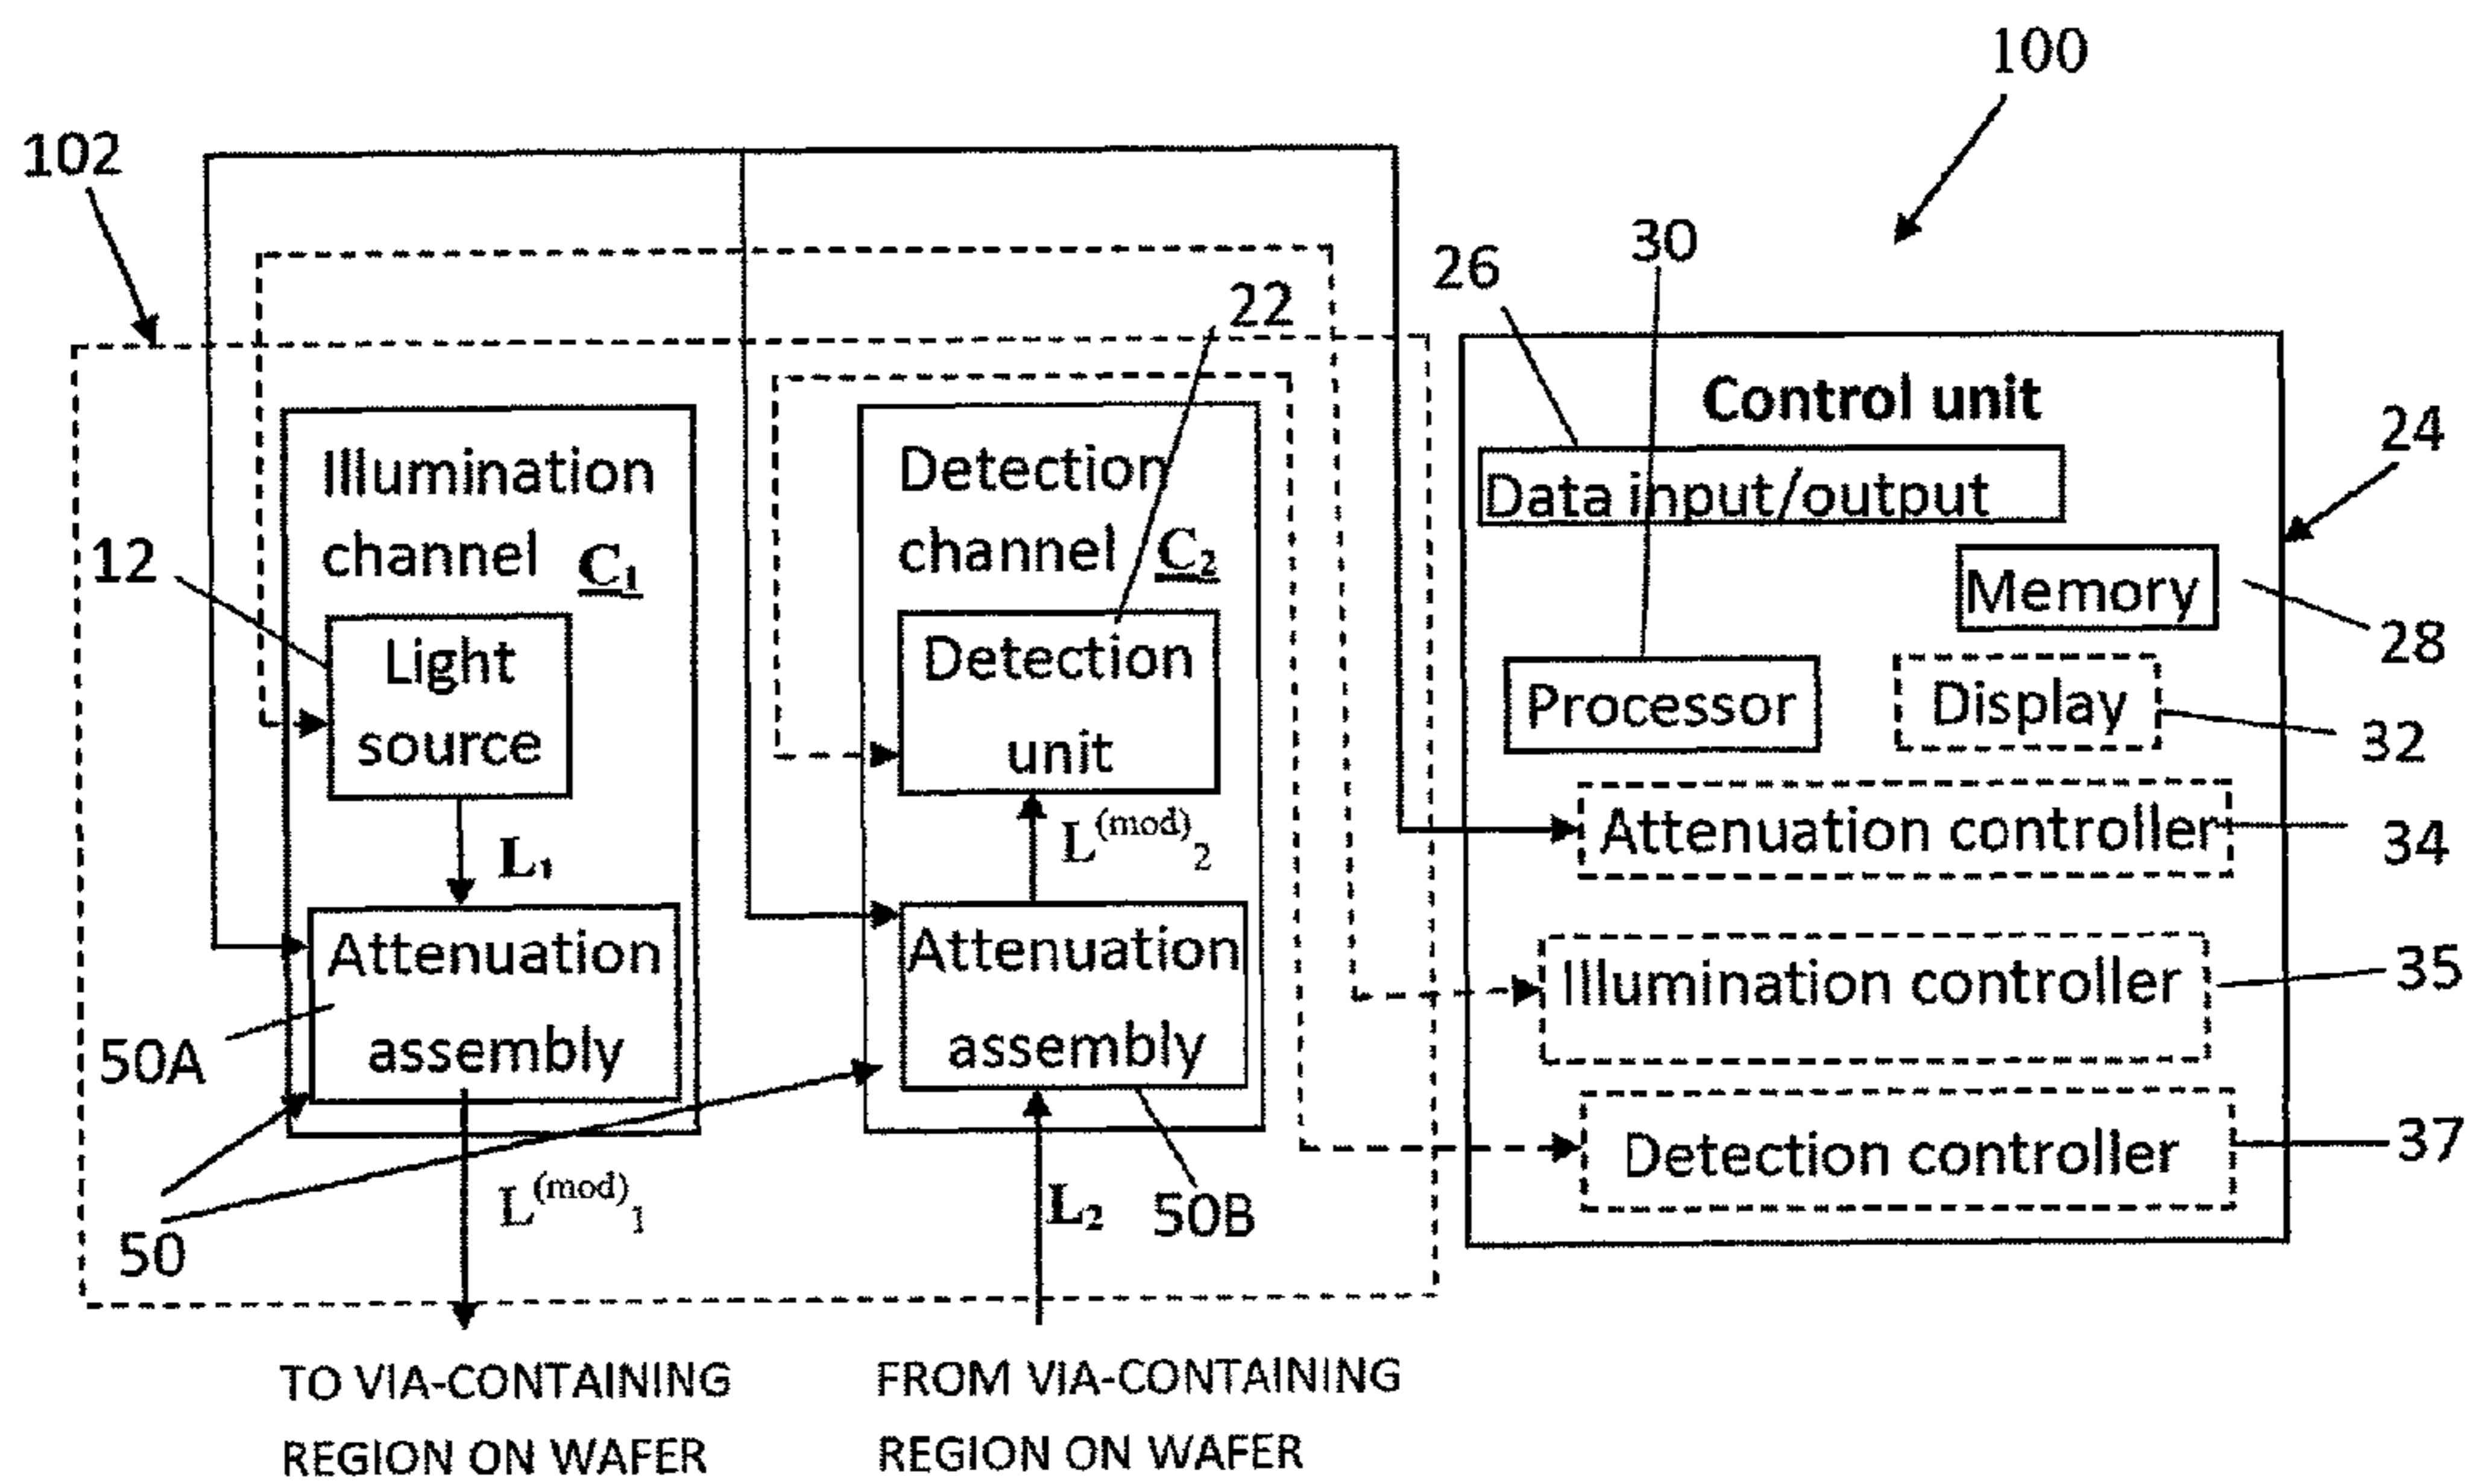 100
102
30
26
22
Control unit
24
Illumination
channel C₁
Detection
channel C₂
Data input/output
12
Memory
28
Light
source
Detection
unit
Processor
Display
32
L₁
L(mod)₂
Attenuation controller
34
Attenuation
assembly
Attenuation
assembly
Illumination controller
35
50A
Detection controller
37
50
L(mod)₁
L₂
50B
TO VIA-CONTAINING
REGION ON WAFER
FROM VIA-CONTAINING
REGION ON WAFER